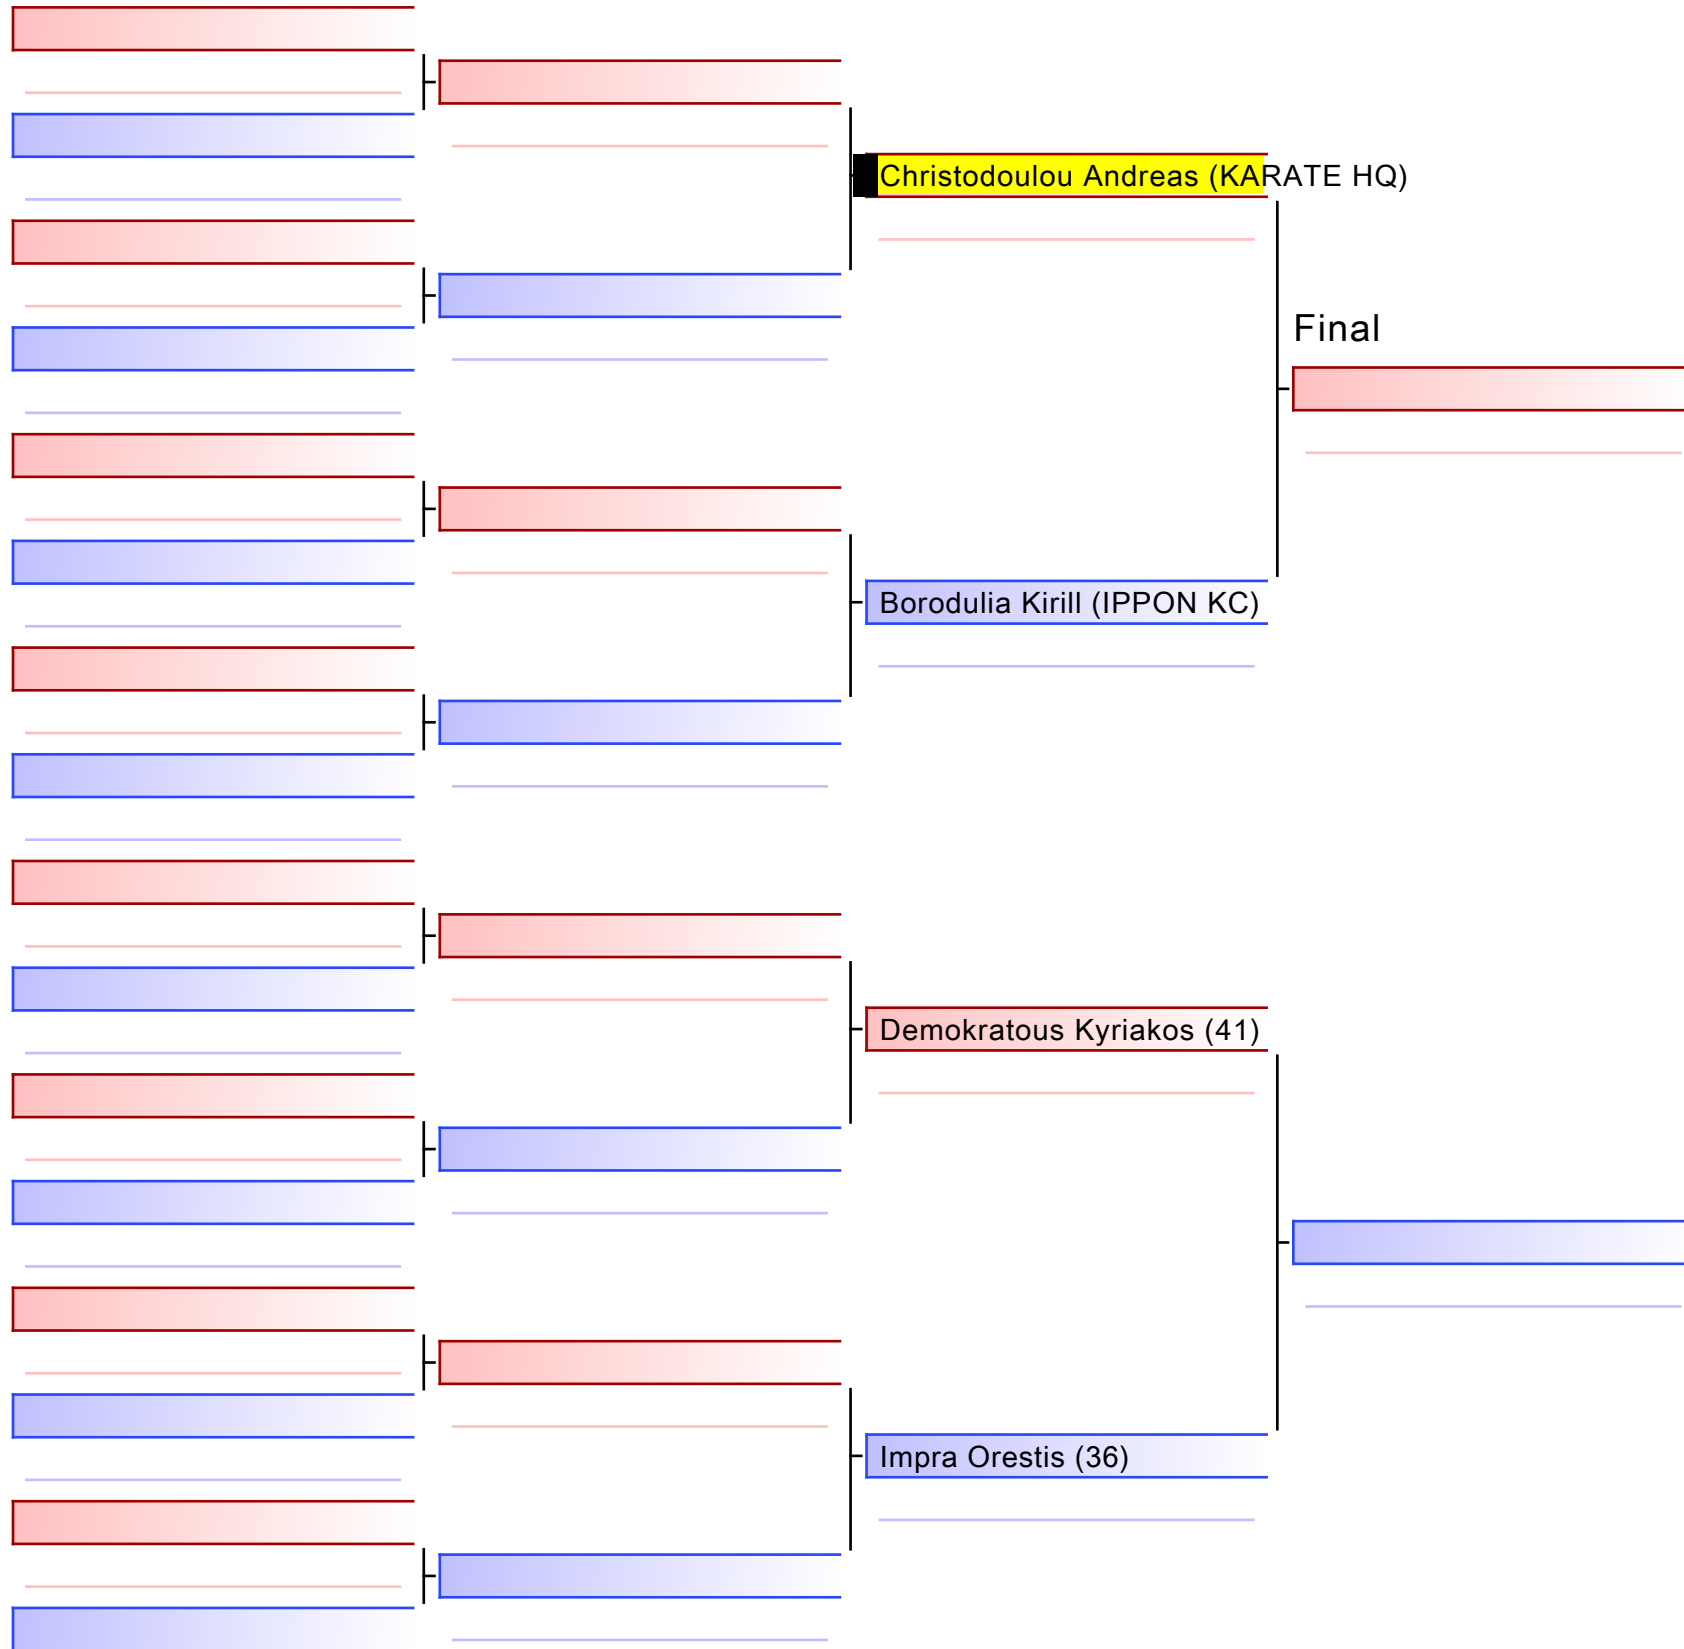 Christodoulou Andreas (KARATE HQ)
Final
Borodulia Kirill (IPPON KC)
Demokratous Kyriakos (41)
Impra Orestis (36)